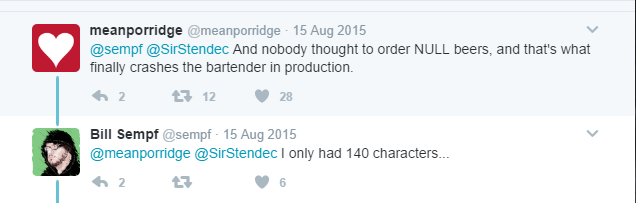 meanporridge @meanporridge · 15 Aug 2015
@sempf @SirStendec And nobody thought to order NULL beers, and that's what
finally crashes the bartender in production.
2 12 28
Bill Sempf @sempf · 15 Aug 2015
@meanporridge @SirStendec I only had 140 characters...
2 6